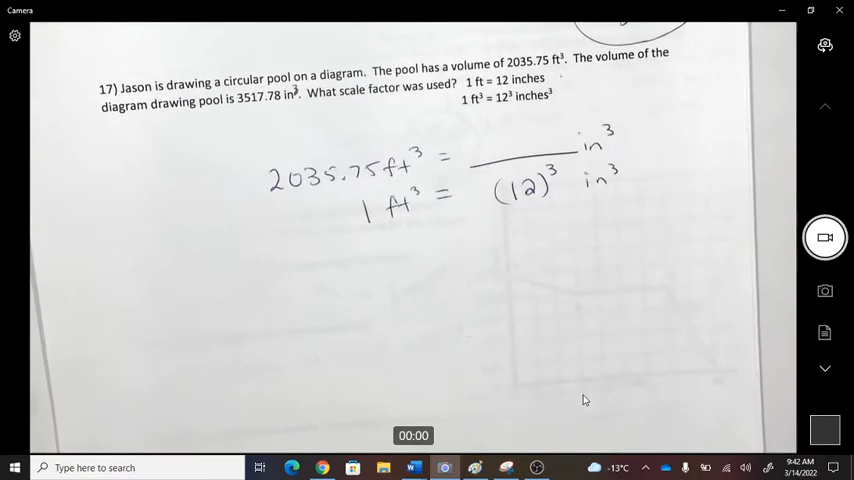 Camera
17) Jason is drawing a circular pool on a diagram. The pool has a volume of 2035.75 ft³. The volume of the
diagram drawing pool is 3517.78 in³. What scale factor was used? 1 ft = 12 inches
1 ft³ = 12³ inches³
2035.75 ft³ = ______ in³
1 ft³ = (12)³ in³
00:00
Type here to search
-13°C
9:42 AM
3/14/2022